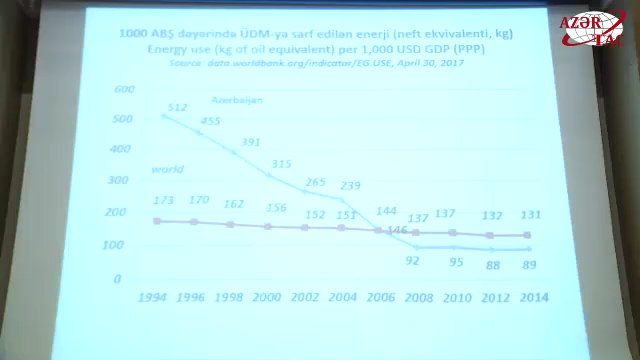 AZƏR
TAC
1000 ABŞ dəyərində ÜDM-yə sərf edilən enerji (neft ekvivalenti, kg)
Energy use (kg of oil equivalent) per 1,000 USD GDP (PPP)
Source: data.worldbank.org/indicator/EG.USE, April 30, 2017
600
500
400
300
200
100
0
Azerbaijan
512 455 391 315 265 239 146 92 95 88 89
world
173 170 162 156 152 151 144 137 137 132 131
1994 1996 1998 2000 2002 2004 2006 2008 2010 2012 2014